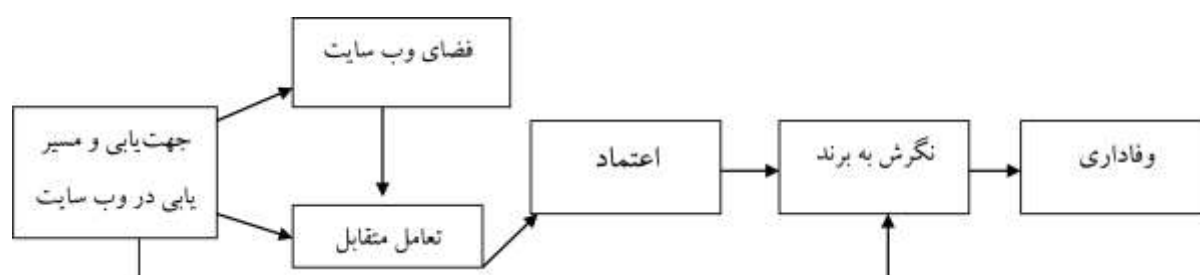 فضای وب سایت
جهت‌یابی و مسیر
یابی در وب سایت
تعامل متقابل
اعتماد
نگرش به برند
وفاداری